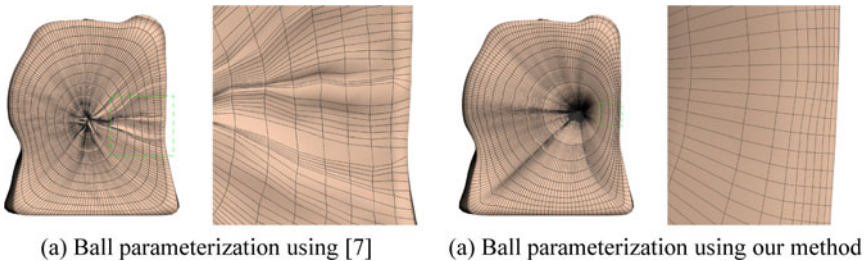 (a) Ball parameterization using [7]
(a) Ball parameterization using our method